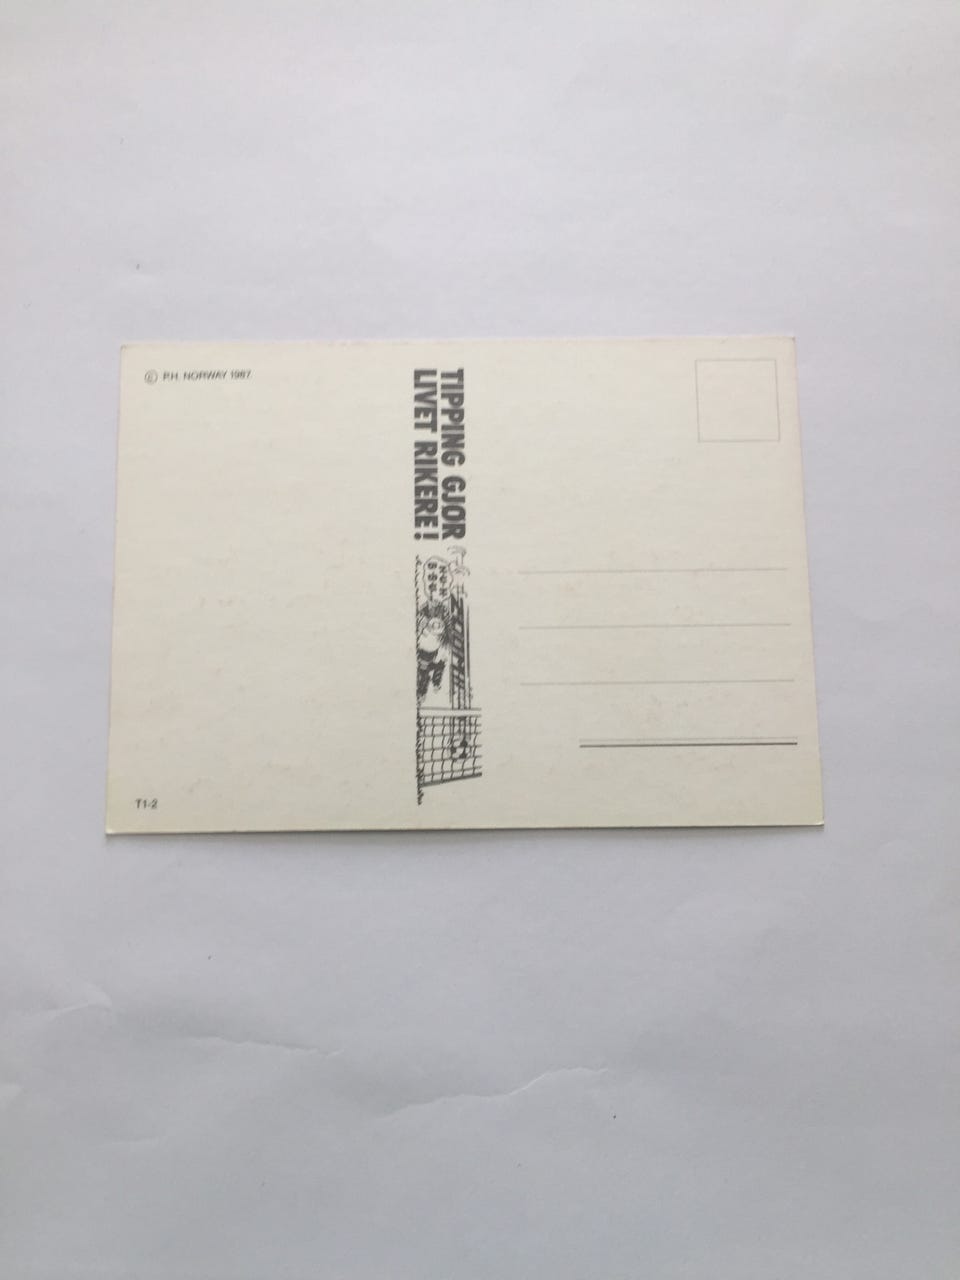 © P.H. NORWAY 1987
TIPPING GJØR
LIVET RIKERE!
T1-2